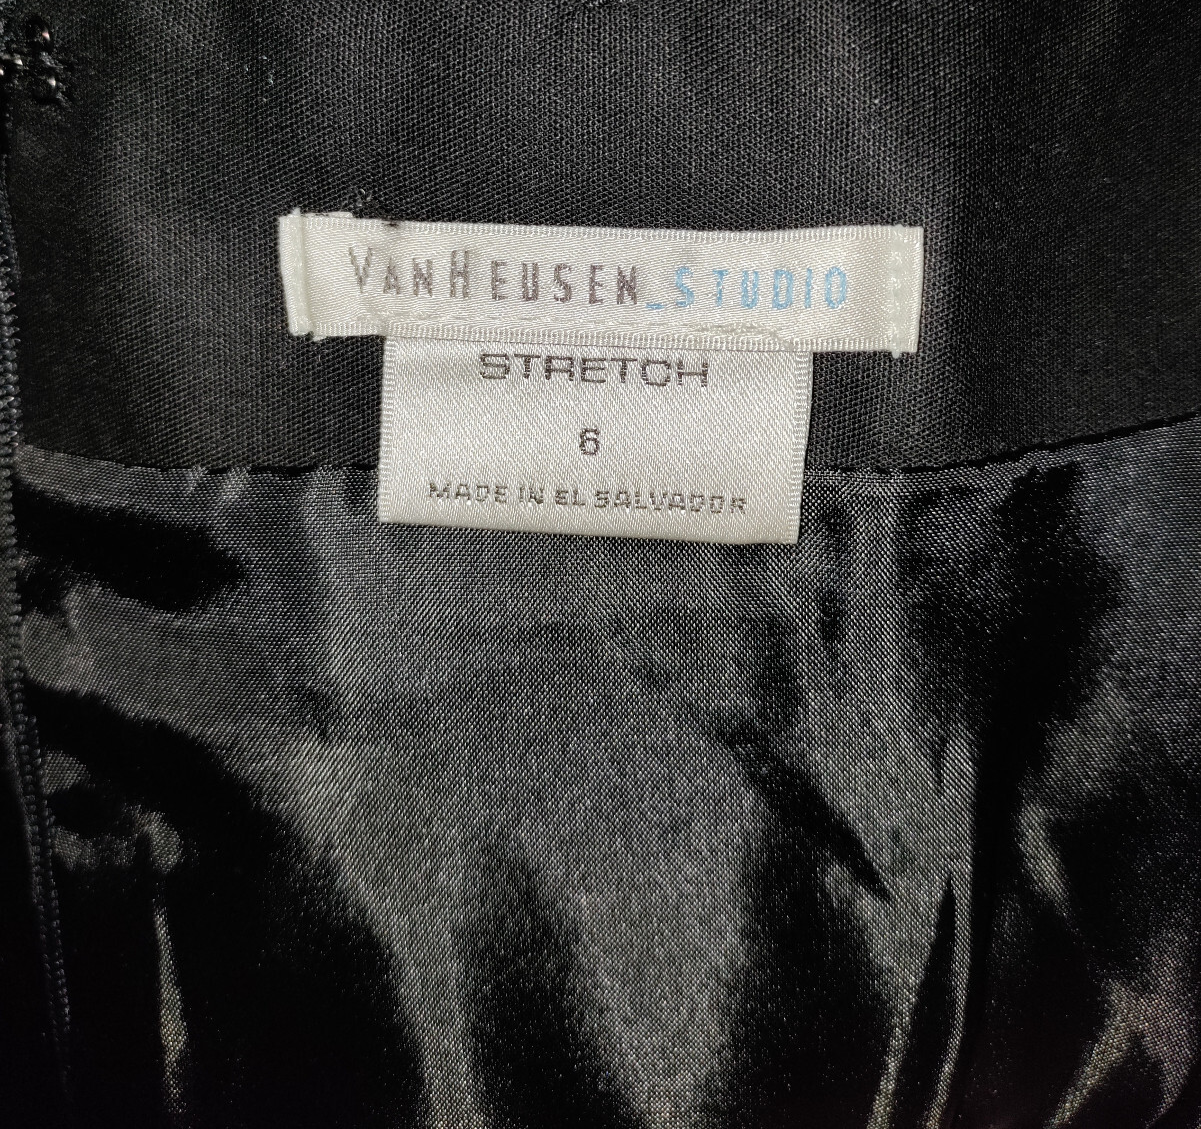 VANHEUSEN_STUDIO
STRETCH
6
MADE IN EL SALVADOR